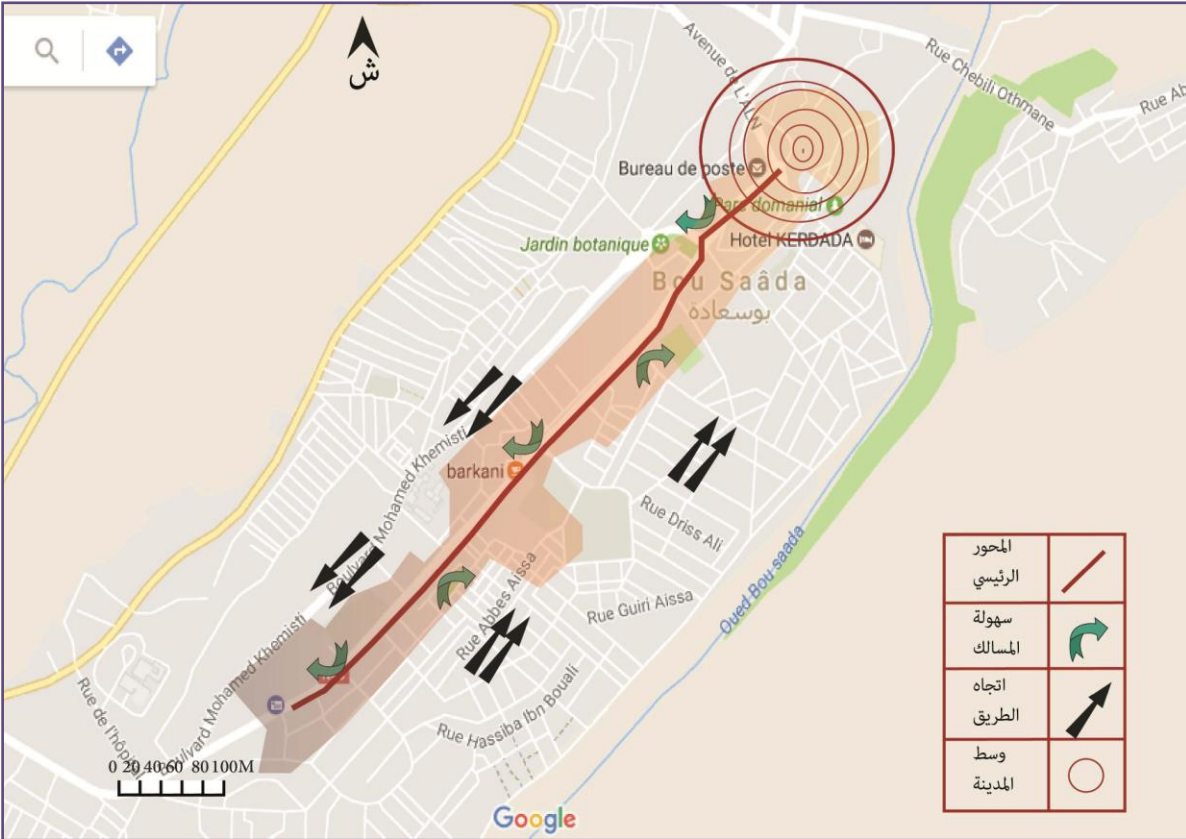 ش
Avenue de L'ALN
Rue Chebili Othmane
Rue Ab
Bureau de poste
Parc domanial
Jardin botanique
Hotel KERDADA
Bou Saâda
بوسعادة
Boulvard Mohamed Khemisti
barkani
Rue Driss Ali
Oued Bou saada
Rue Abbes Aissa
Rue Guiri Aissa
Boulvard Mohamed Khemisti
Rue de l'hôpital
Rue Hassiba Ibn Bouali
0 20 40 60 80 100M
Google
المحور
الرئيسي
سهولة
المسالك
اتجاه
الطريق
وسط
المدينة